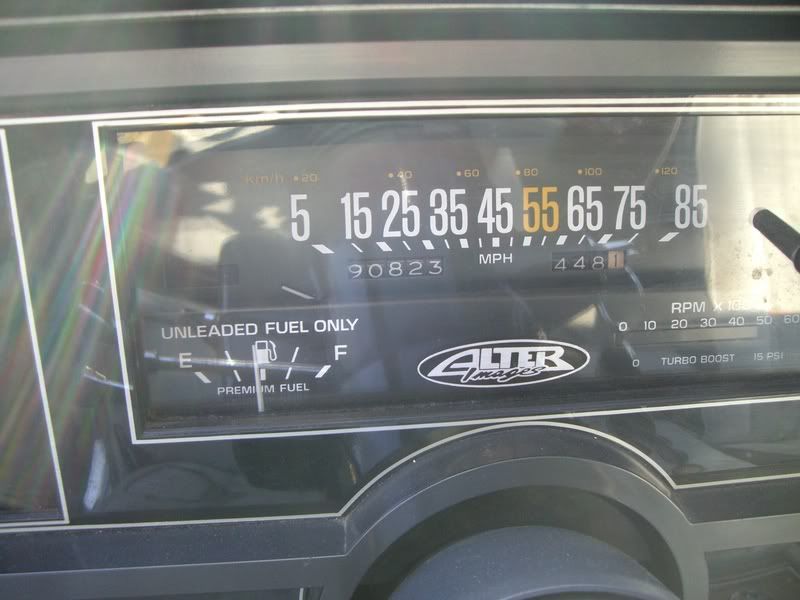 km/h •20 •40 •60 •80 •100 •120
5 15 25 35 45 55 65 75 85
MPH
90823
4481
UNLEADED FUEL ONLY
E F
PREMIUM FUEL
ALTER
Images
RPM X
0 10 20 30 40 50 60
0 TURBO BOOST 15 PSI